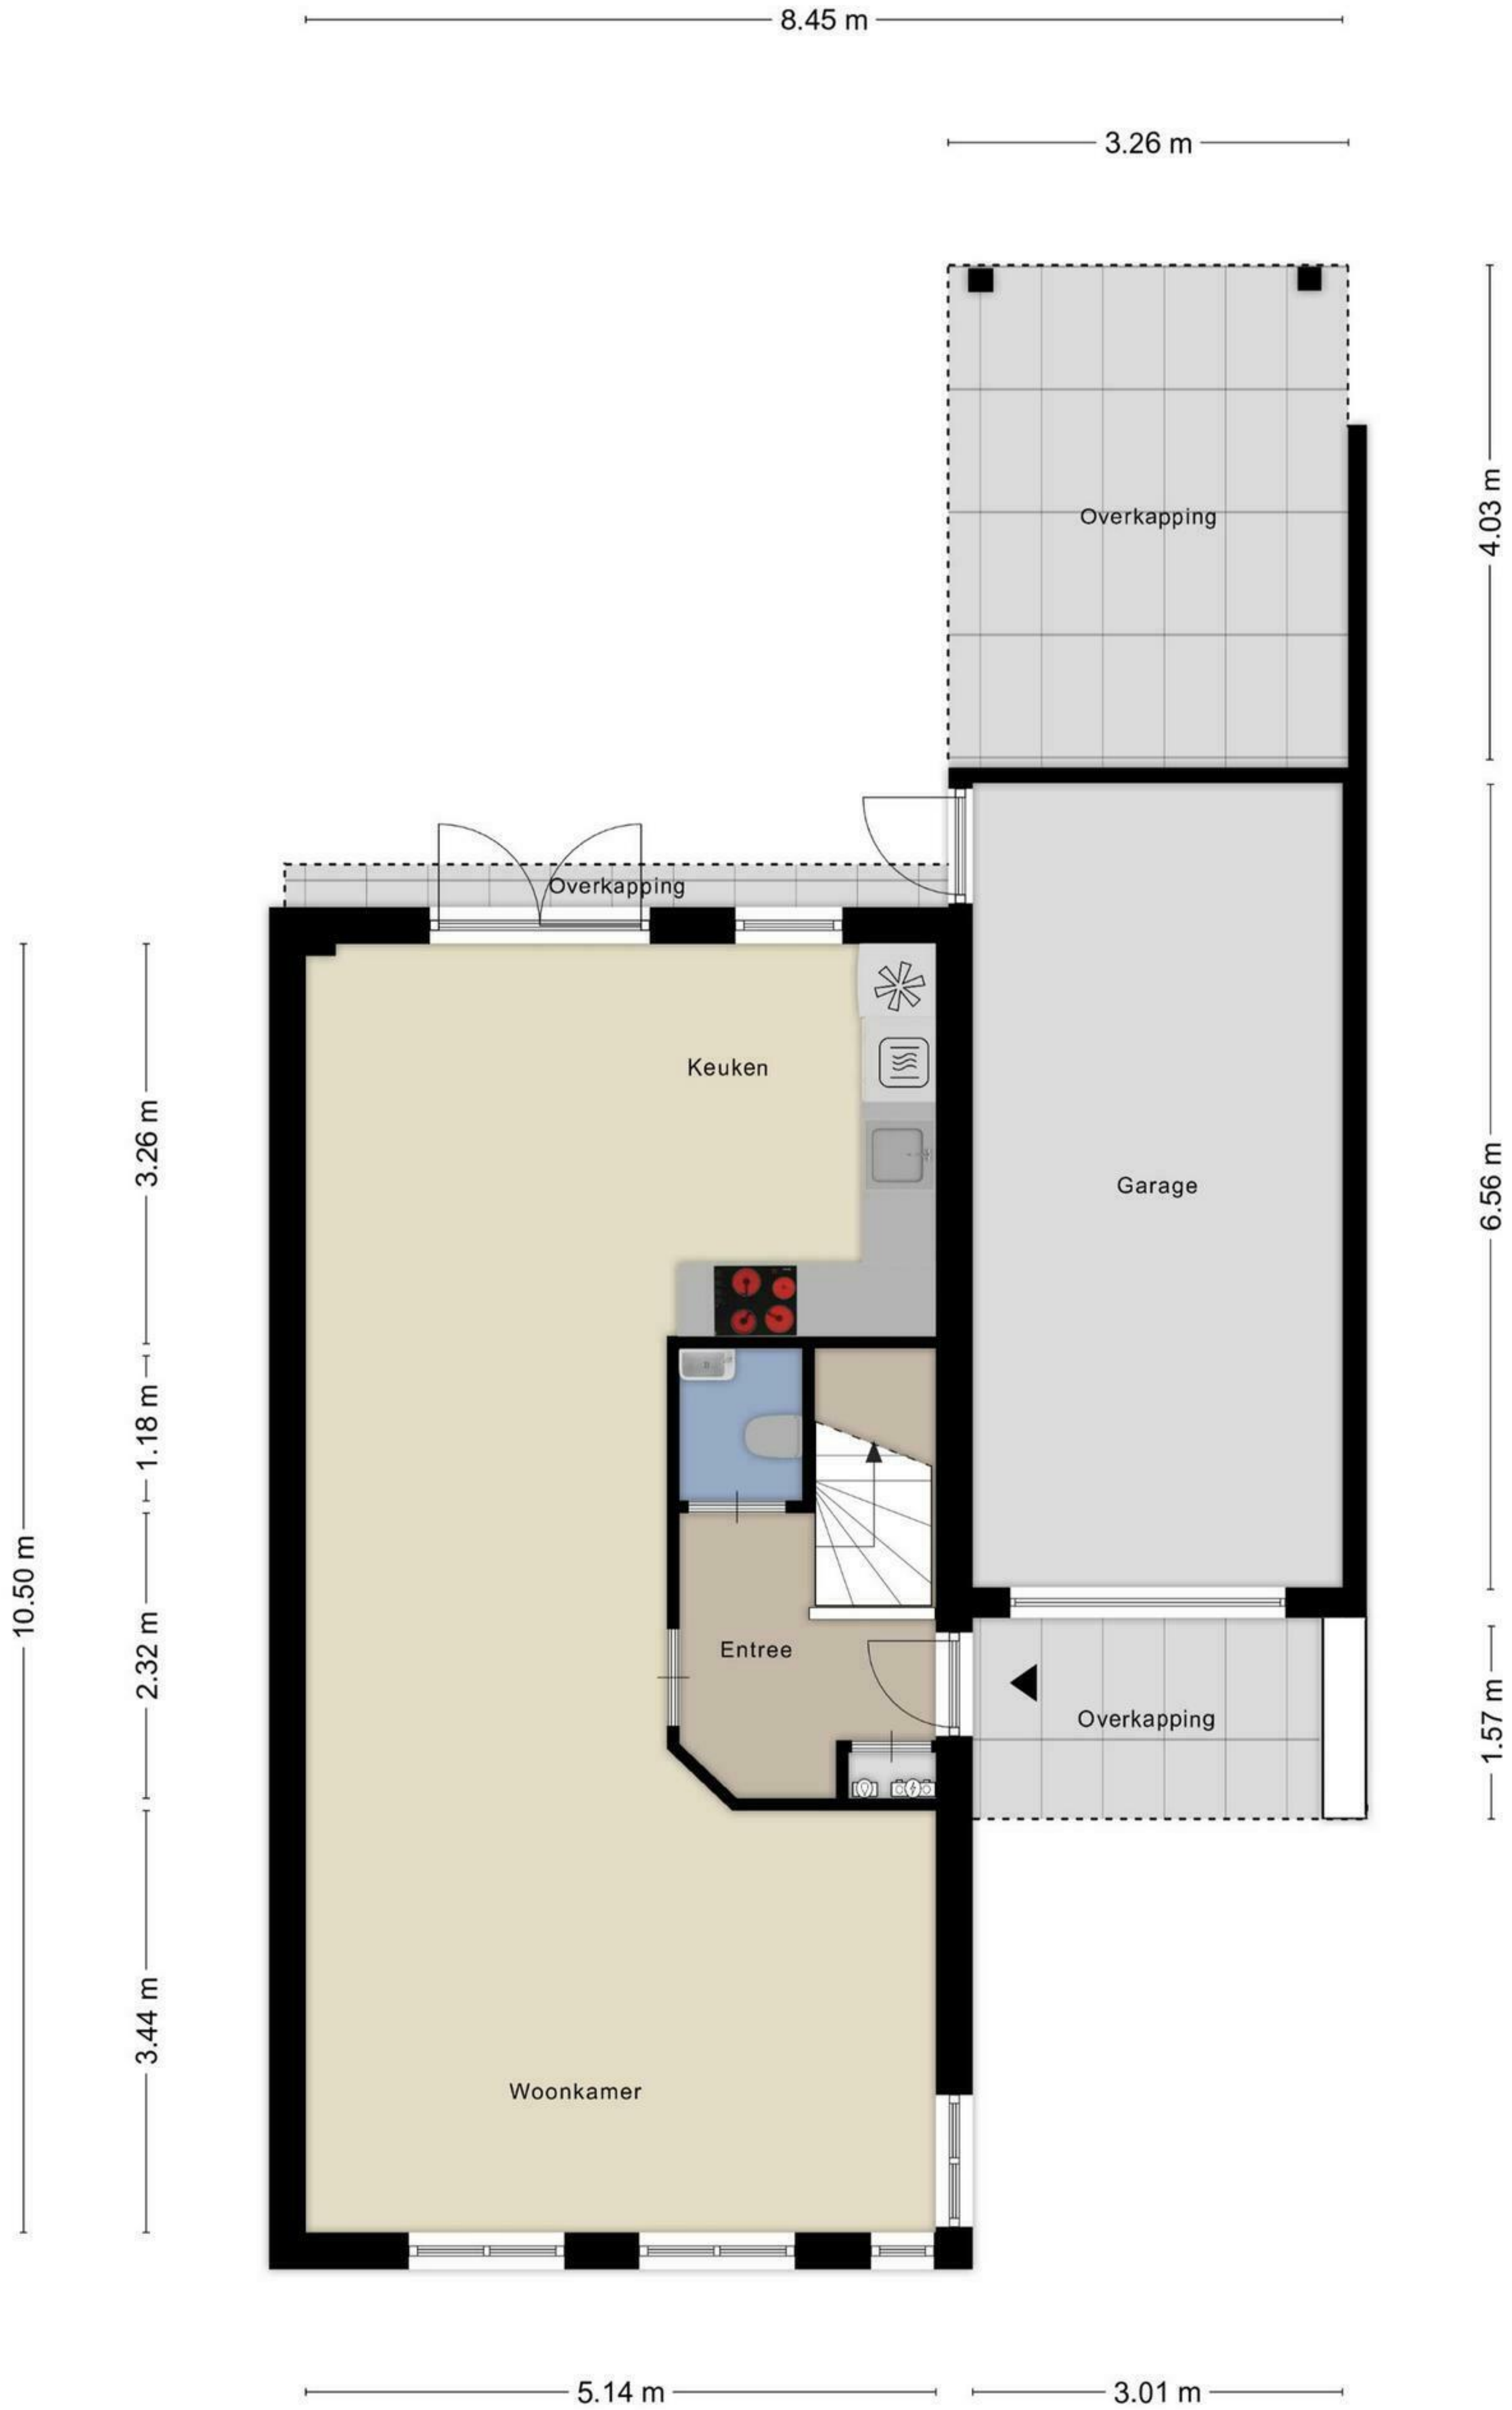 8.45 m
3.26 m
4.03 m
Overkapping
Overkapping
Keuken
3.26 m
Garage
6.56 m
1.18 m
10.50 m
2.32 m
Entree
Overkapping
1.57 m
3.44 m
Woonkamer
5.14 m
3.01 m